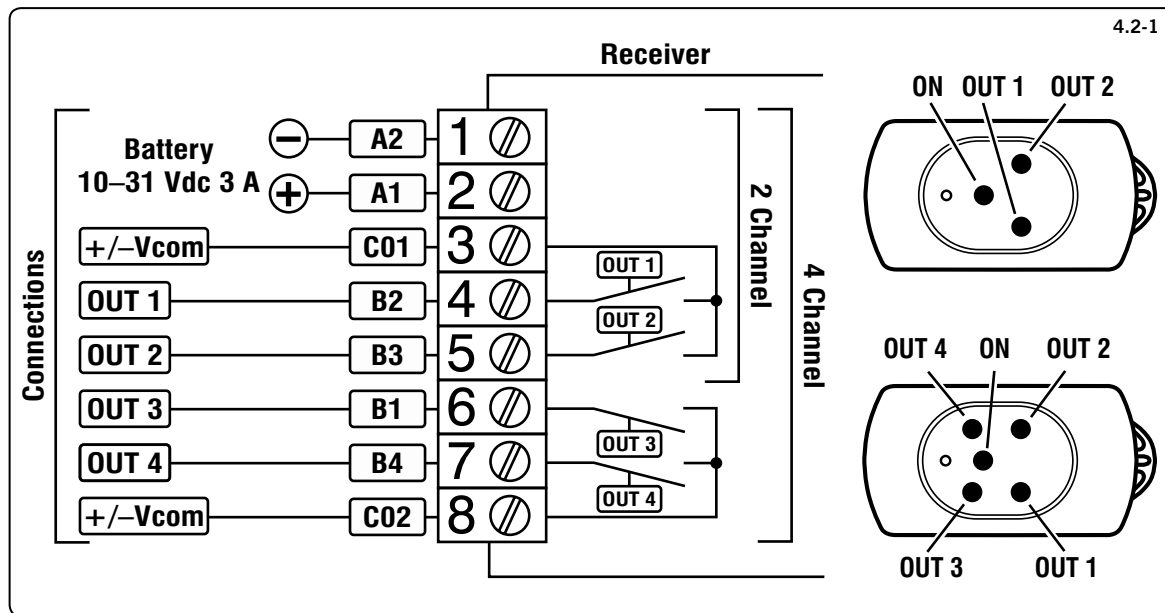 4.2-1
Receiver
Connections
Battery
10–31 Vdc 3 A
− A2 1
+ A1 2
+/−Vcom C01 3
OUT 1 B2 4
OUT 2 B3 5
OUT 3 B1 6
OUT 4 B4 7
+/−Vcom C02 8
OUT 1
OUT 2
OUT 3
OUT 4
2 Channel
4 Channel
ON OUT 1 OUT 2
OUT 4 ON OUT 2
OUT 3 OUT 1